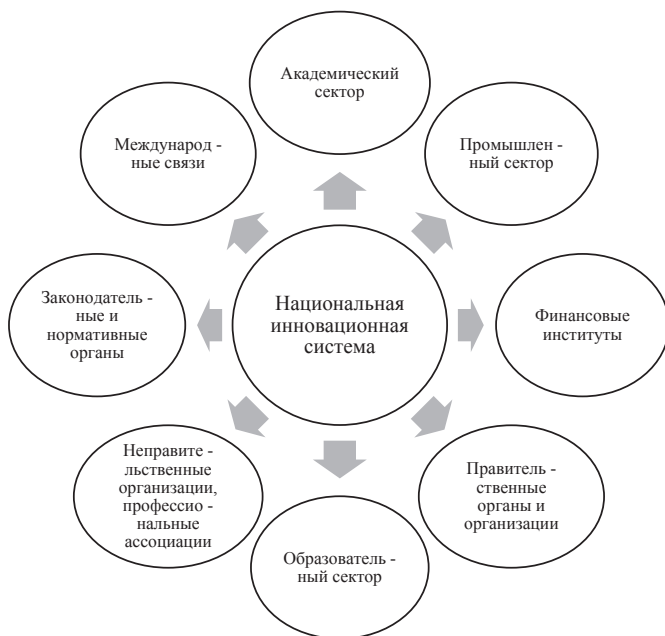 Академический
сектор
Международ -
ные связи
Промышлен -
ный сектор
Законодатель -
ные и
нормативные
органы
Национальная
инновационная
система
Финансовые
институты
Неправите -
льственные
организации,
профессио -
нальные
ассоциации
Правитель -
ственные
органы и
организации
Образователь -
ный сектор